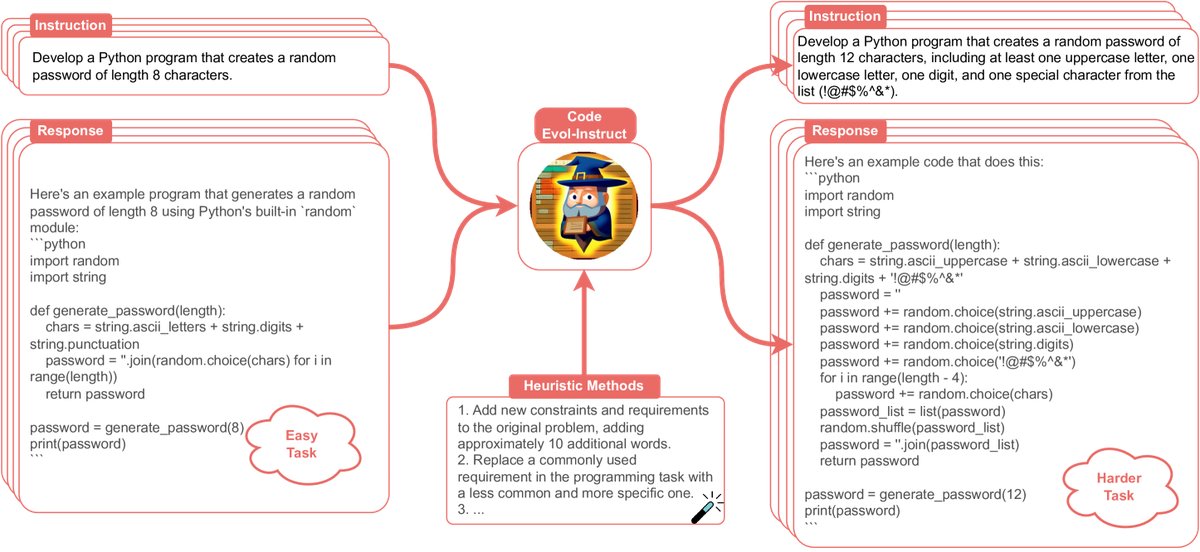 Instruction
Develop a Python program that creates a random
password of length 8 characters.
Response
Here's an example program that generates a random
password of length 8 using Python's built-in `random`
module:
```python
import random
import string

def generate_password(length):
    chars = string.ascii_letters + string.digits +
string.punctuation
    password = ''.join(random.choice(chars) for i in
range(length))
    return password

password = generate_password(8)
print(password)
```
Easy
Task
Code
Evol-Instruct
Heuristic Methods
1. Add new constraints and requirements
to the original problem, adding
approximately 10 additional words.
2. Replace a commonly used
requirement in the programming task with
a less common and more specific one.
3. ...
Instruction
Develop a Python program that creates a random password of
length 12 characters, including at least one uppercase letter, one
lowercase letter, one digit, and one special character from the
list (!@#$%^&*).
Response
Here's an example code that does this:
```python
import random
import string

def generate_password(length):
    chars = string.ascii_uppercase + string.ascii_lowercase +
string.digits + '!@#$%^&*'
    password = ''
    password += random.choice(string.ascii_uppercase)
    password += random.choice(string.ascii_lowercase)
    password += random.choice(string.digits)
    password += random.choice('!@#$%^&*')
    for i in range(length - 4):
        password += random.choice(chars)
    password_list = list(password)
    random.shuffle(password_list)
    password = ''.join(password_list)
    return password

password = generate_password(12)
print(password)
```
Harder
Task